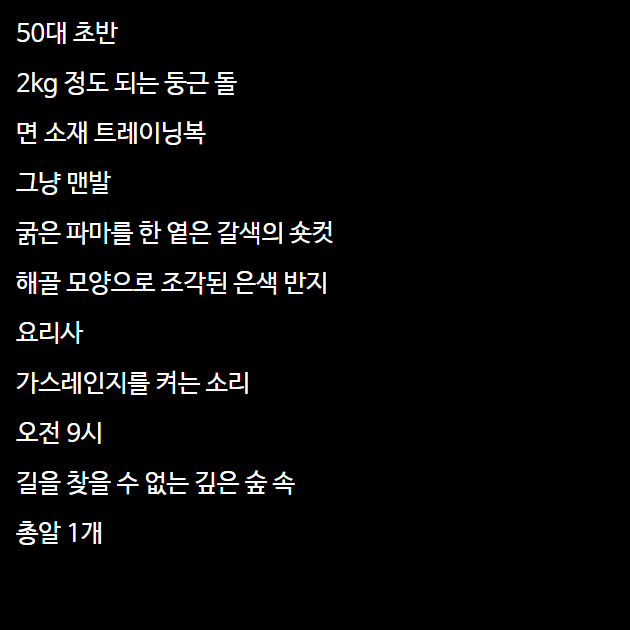 50대 초반
2kg 정도 되는 둥근 돌
면 소재 트레이닝복
그냥 맨발
굵은 파마를 한 옅은 갈색의 숏컷
해골 모양으로 조각된 은색 반지
요리사
가스레인지를 켜는 소리
오전 9시
길을 찾을 수 없는 깊은 숲 속
총알 1개